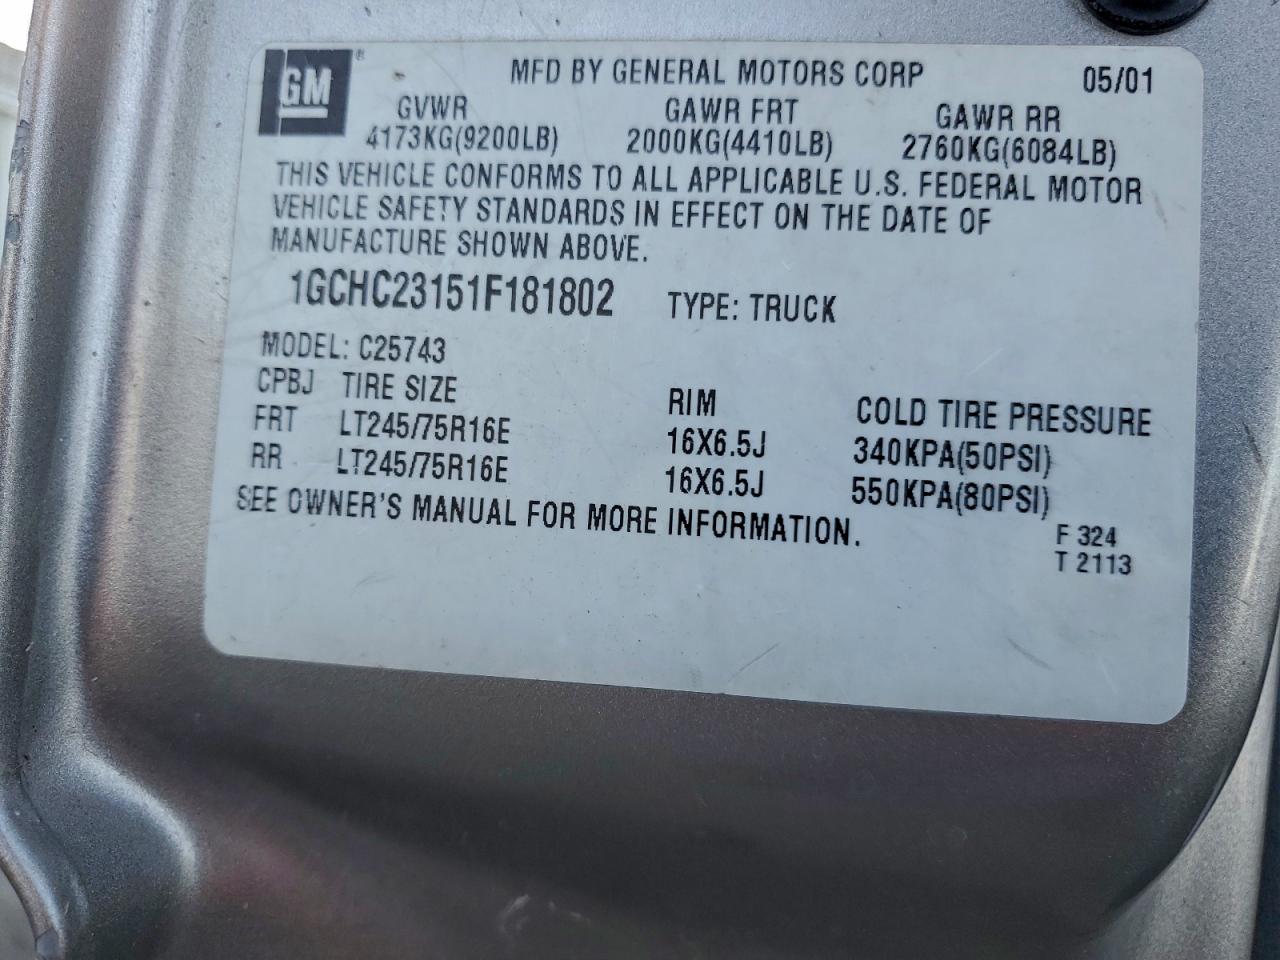 GM ®
MFD BY GENERAL MOTORS CORP 05/01
GVWR GAWR FRT GAWR RR
4173KG(9200LB) 2000KG(4410LB) 2760KG(6084LB)
THIS VEHICLE CONFORMS TO ALL APPLICABLE U.S. FEDERAL MOTOR
VEHICLE SAFETY STANDARDS IN EFFECT ON THE DATE OF
MANUFACTURE SHOWN ABOVE.
1GCHC23151F181802 TYPE: TRUCK
MODEL: C25743
CPBJ TIRE SIZE RIM COLD TIRE PRESSURE
FRT LT245/75R16E 16X6.5J 340KPA(50PSI)
RR LT245/75R16E 16X6.5J 550KPA(80PSI)
SEE OWNER'S MANUAL FOR MORE INFORMATION.
F 324
T 2113